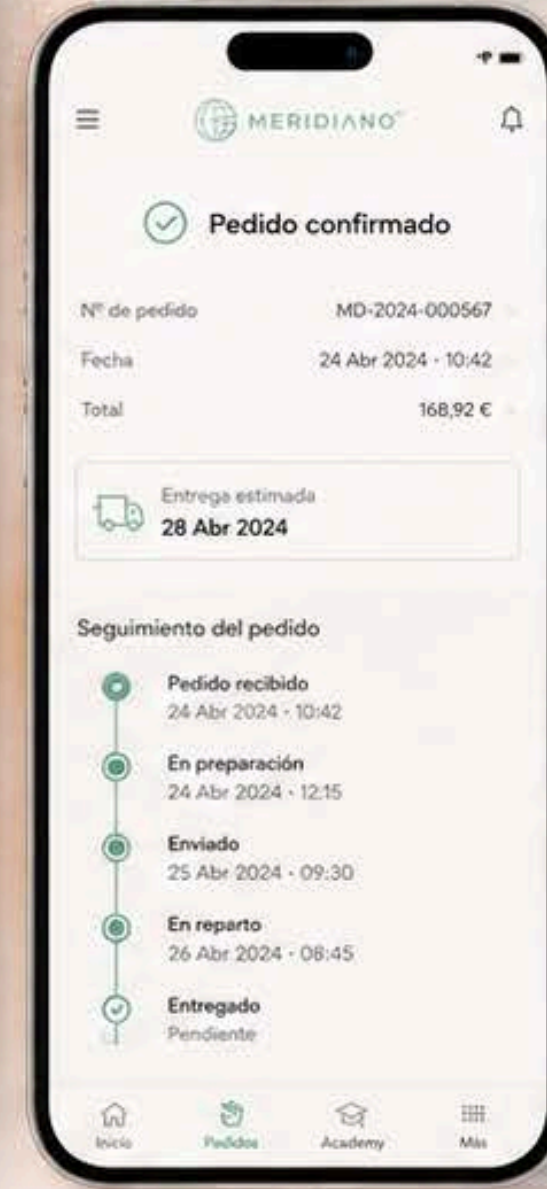 MERIDIANO
Pedido confirmado
Nº de pedido MD-2024-000567
Fecha 24 Abr 2024 · 10:42
Total 168,92 €
Entrega estimada
28 Abr 2024
Seguimiento del pedido
Pedido recibido
24 Abr 2024 · 10:42
En preparación
24 Abr 2024 · 12:15
Enviado
25 Abr 2024 · 09:30
En reparto
26 Abr 2024 · 08:45
Entregado
Pendiente
Inicio Pedidos Academy Más